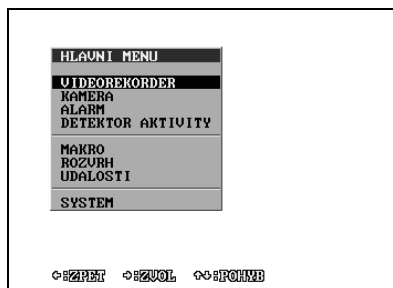 HLAVNI MENU
VIDEOREKORDER
KAMERA
ALARM
DETEKTOR AKTIVITY
MAKRO
ROZVRH
UDALOSTI
SYSTEM
⇦:ZPET ⇨:ZVOL ⇧⇩:POHYB